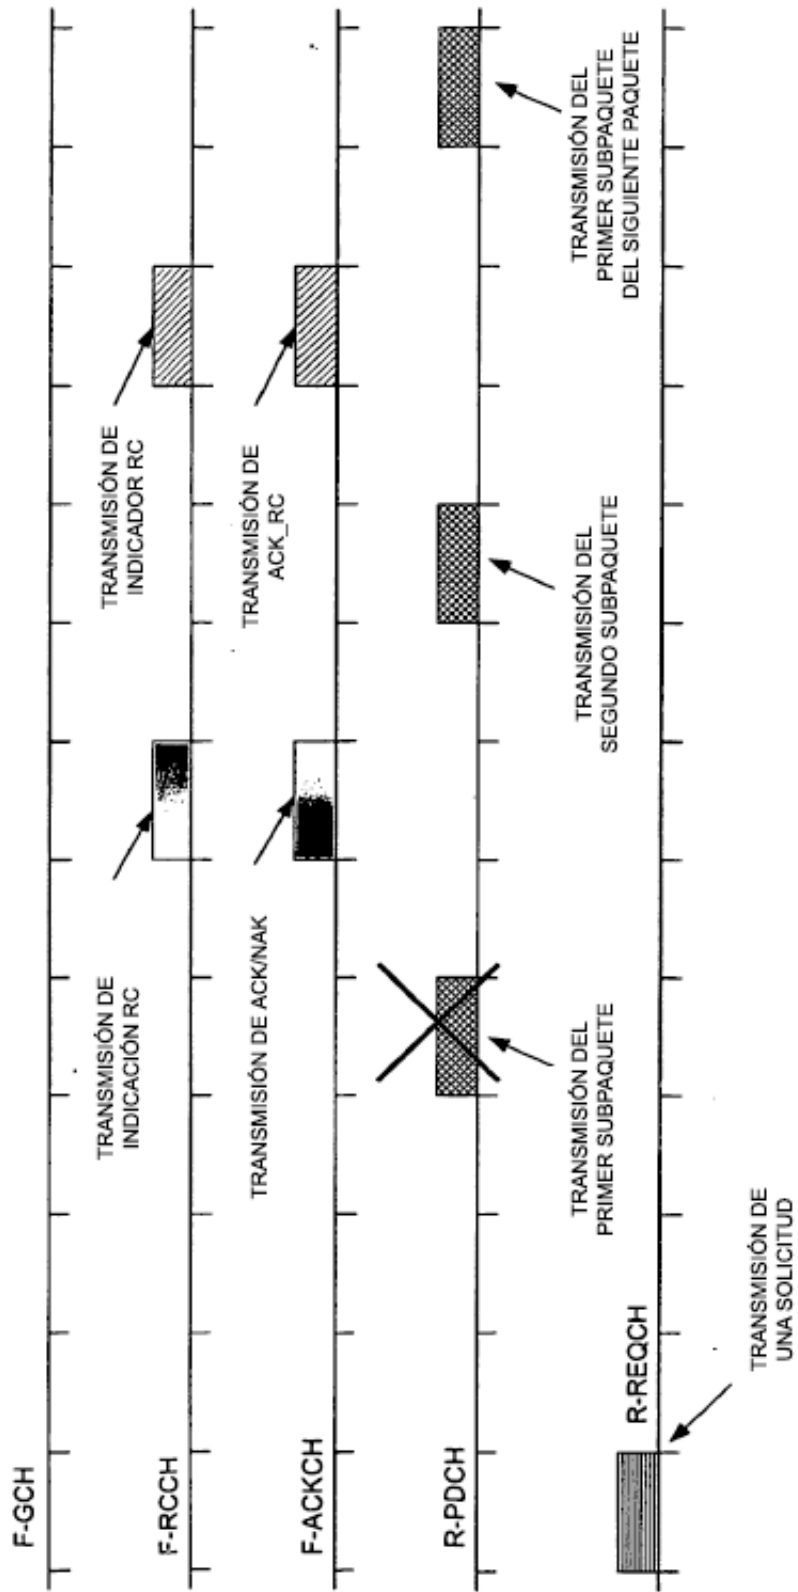 F-GCH
F-RCCH
TRANSMISIÓN DE
INDICACIÓN RC
TRANSMISIÓN DE
INDICADOR RC
F-ACKCH
TRANSMISIÓN DE ACK/NAK
TRANSMISIÓN DE
ACK_RC
R-PDCH
TRANSMISIÓN DEL
PRIMER SUBPAQUETE
TRANSMISIÓN DEL
SEGUNDO SUBPAQUETE
TRANSMISIÓN DEL
PRIMER SUBPAQUETE
DEL SIGUIENTE PAQUETE
R-REQCH
TRANSMISIÓN DE
UNA SOLICITUD